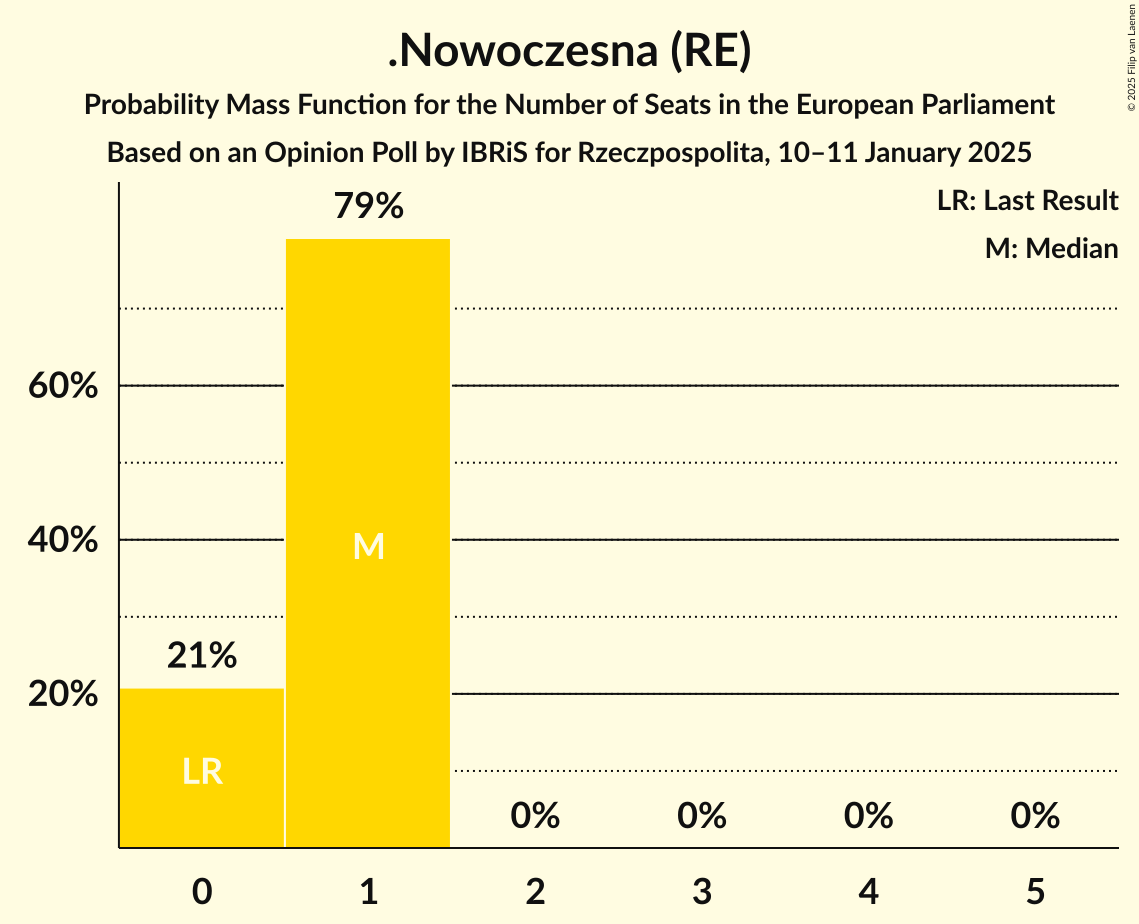 .Nowoczesna (RE)
Probability Mass Function for the Number of Seats in the European Parliament
Based on an Opinion Poll by IBRiS for Rzeczpospolita, 10–11 January 2025
© 2025 Filip van Laenen
LR: Last Result
M: Median
79%
60%
40%
M
21%
20%
LR
0% 0% 0% 0%
0 1 2 3 4 5